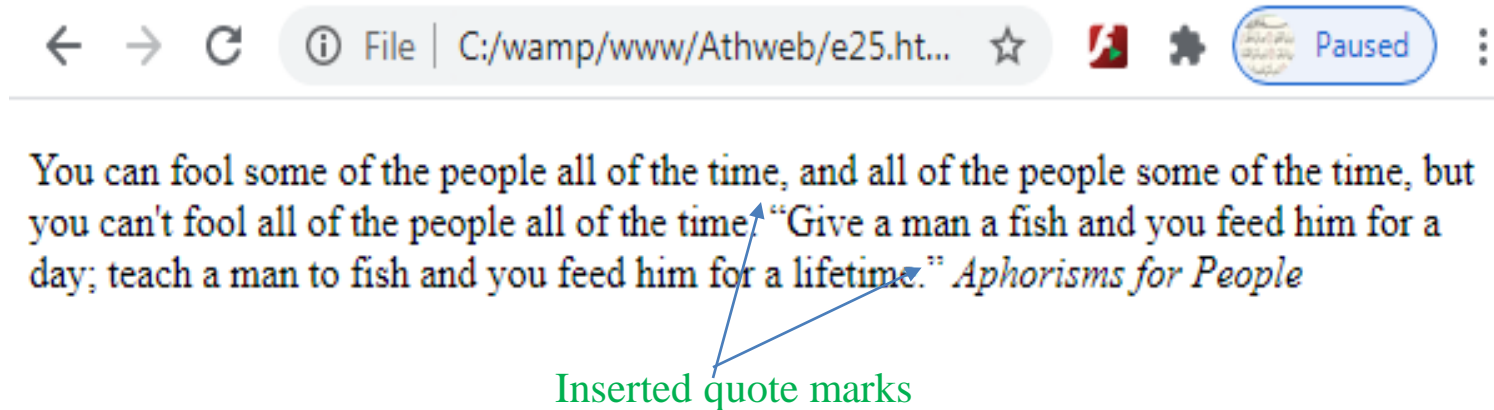 File | C:/wamp/www/Athweb/e25.ht... Paused
You can fool some of the people all of the time, and all of the people some of the time, but
you can't fool all of the people all of the time. “Give a man a fish and you feed him for a
day; teach a man to fish and you feed him for a lifetime.” Aphorisms for People
Inserted quote marks